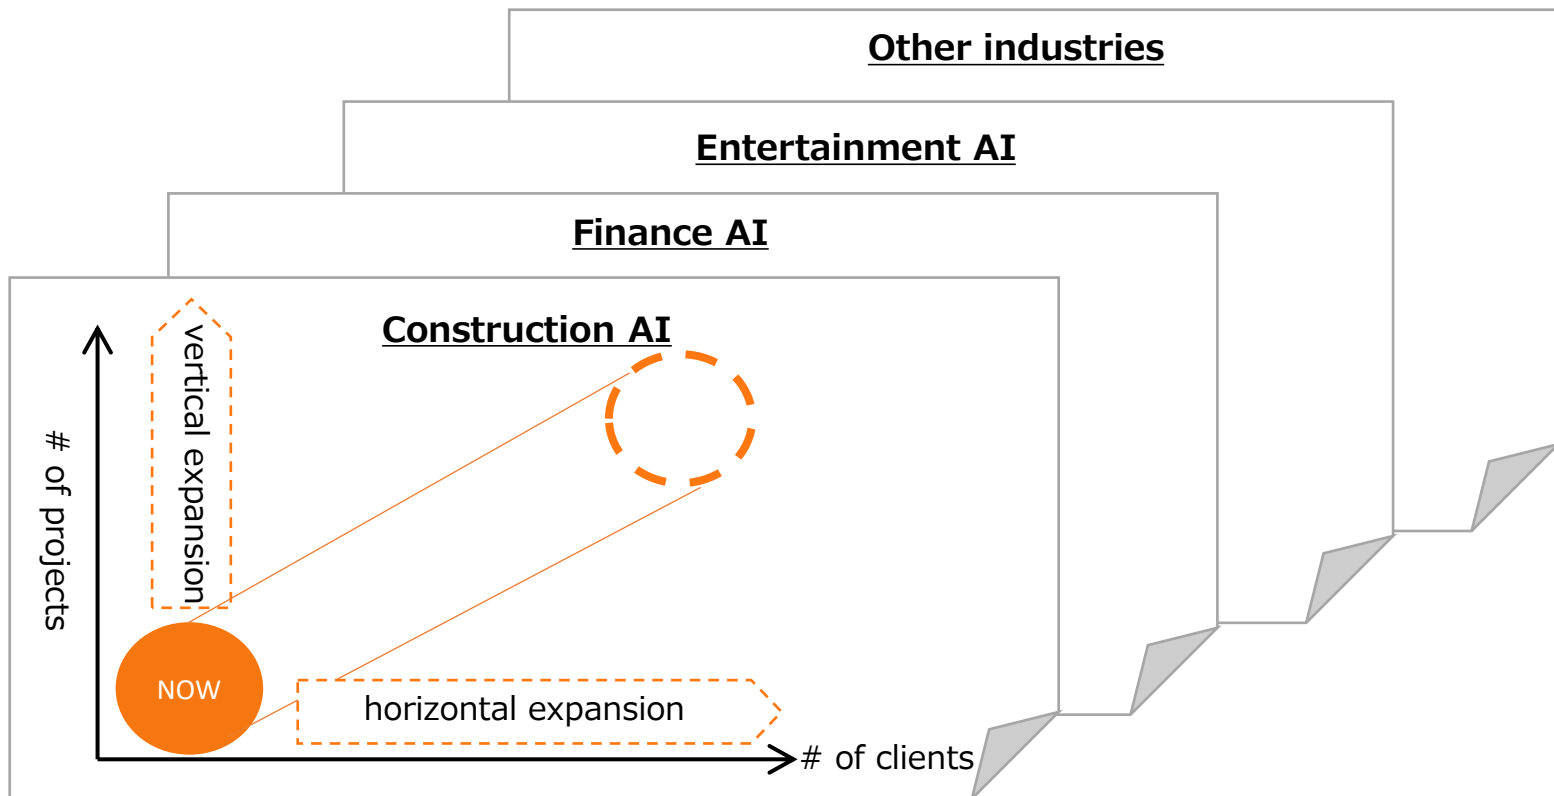 Other industries
Entertainment AI
Finance AI
Construction AI
vertical expansion
# of projects
NOW
horizontal expansion
# of clients